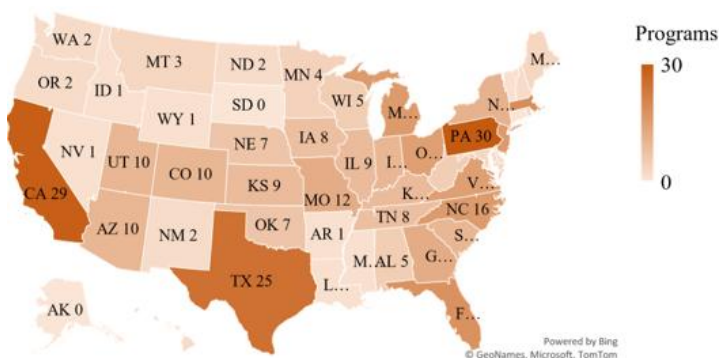 Programs
30
0
WA 2
MT 3
ND 2
MN 4
M...
OR 2
ID 1
SD 0
WI 5
WY 1
M...
N...
PA 30
NV 1
NE 7
IA 8
UT 10
CO 10
IL 9
I...
O...
CA 29
KS 9
MO 12
K...
V...
AZ 10
NM 2
OK 7
AR 1
TN 8
NC 16
S...
TX 25
L...
M...
AL 5
G...
F...
AK 0
Powered by Bing
© GeoNames, Microsoft, TomTom